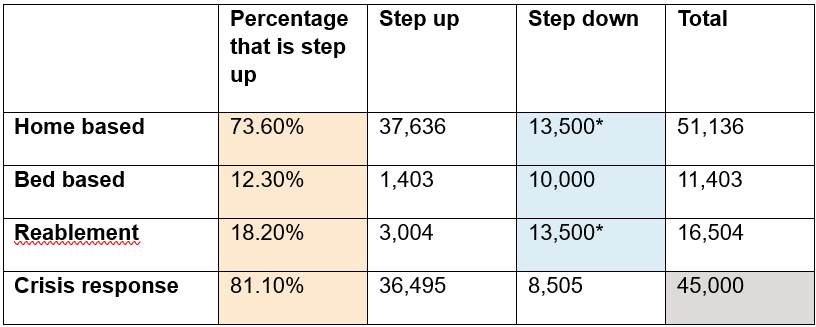 Percentage that is step up Step up Step down Total
Home based 73.60% 37,636 13,500* 51,136
Bed based 12.30% 1,403 10,000 11,403
Reablement 18.20% 3,004 13,500* 16,504
Crisis response 81.10% 36,495 8,505 45,000